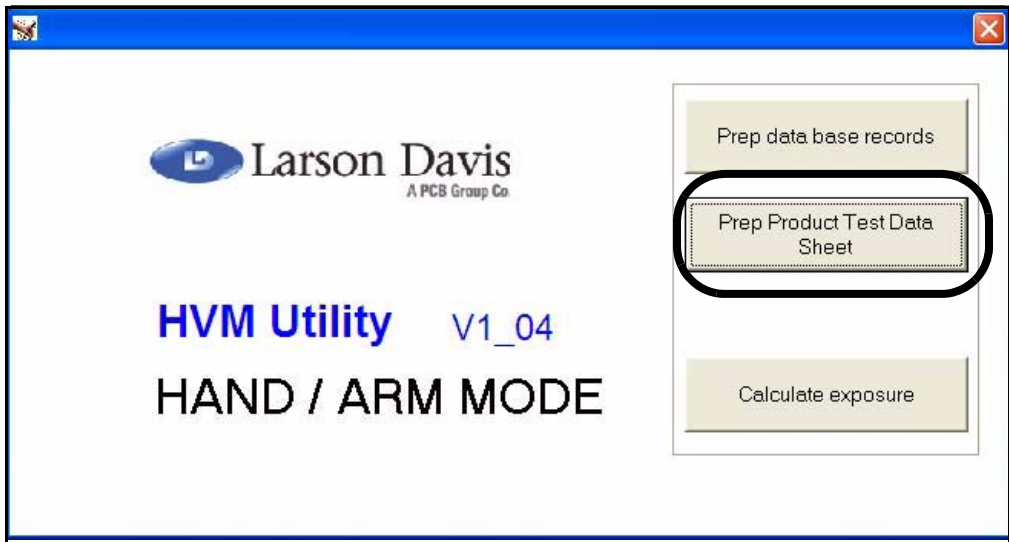 Larson Davis
A PCB Group Co.
HVM Utility V1_04
HAND / ARM MODE
Prep data base records
Prep Product Test Data
Sheet
Calculate exposure